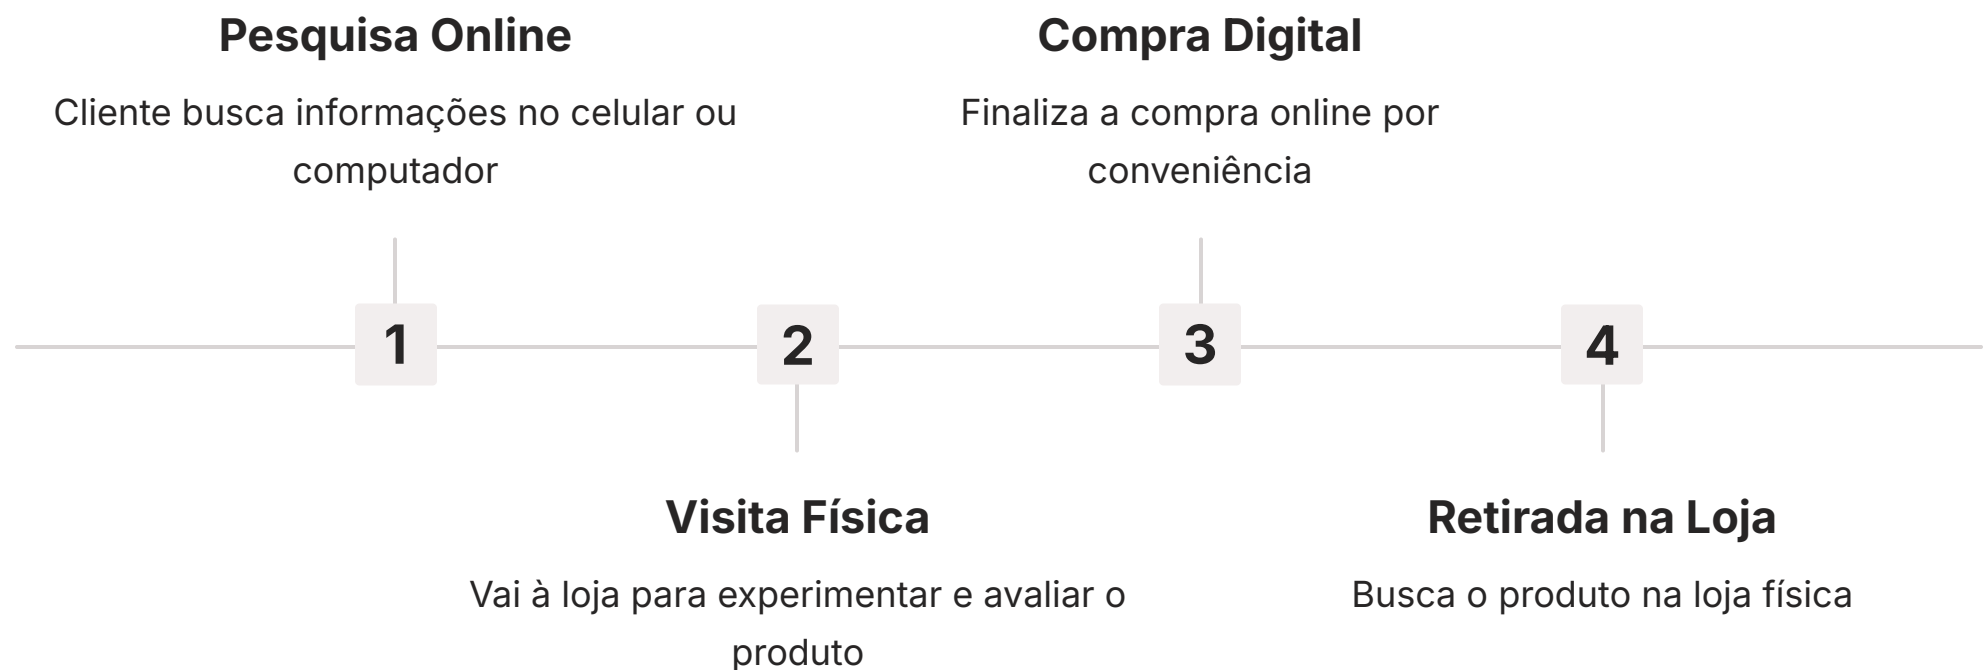 Pesquisa Online
Cliente busca informações no celular ou
computador
Compra Digital
Finaliza a compra online por
conveniência
1
2
3
4
Visita Física
Vai à loja para experimentar e avaliar o
produto
Retirada na Loja
Busca o produto na loja física